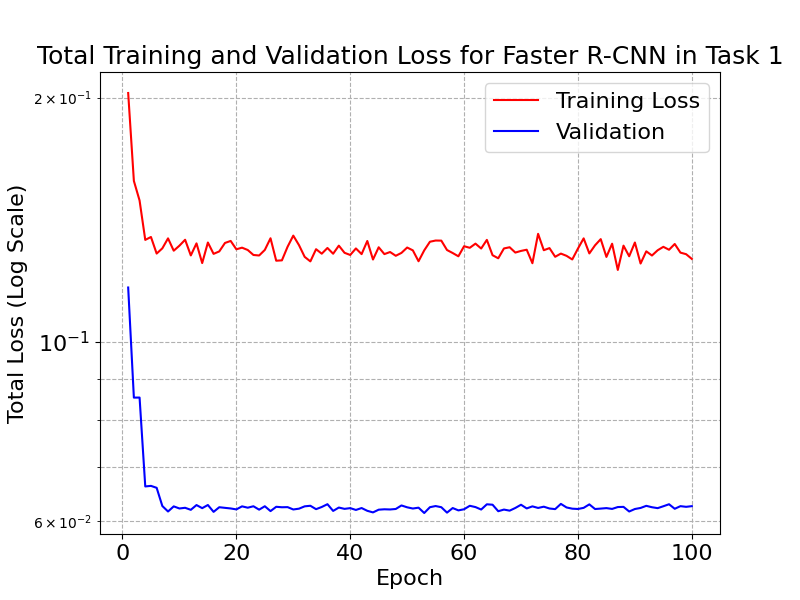 Total Training and Validation Loss for Faster R-CNN in Task 1
2 × 10⁻¹
Training Loss
Validation
Total Loss (Log Scale)
10⁻¹
6 × 10⁻²
0 20 40 60 80 100
Epoch